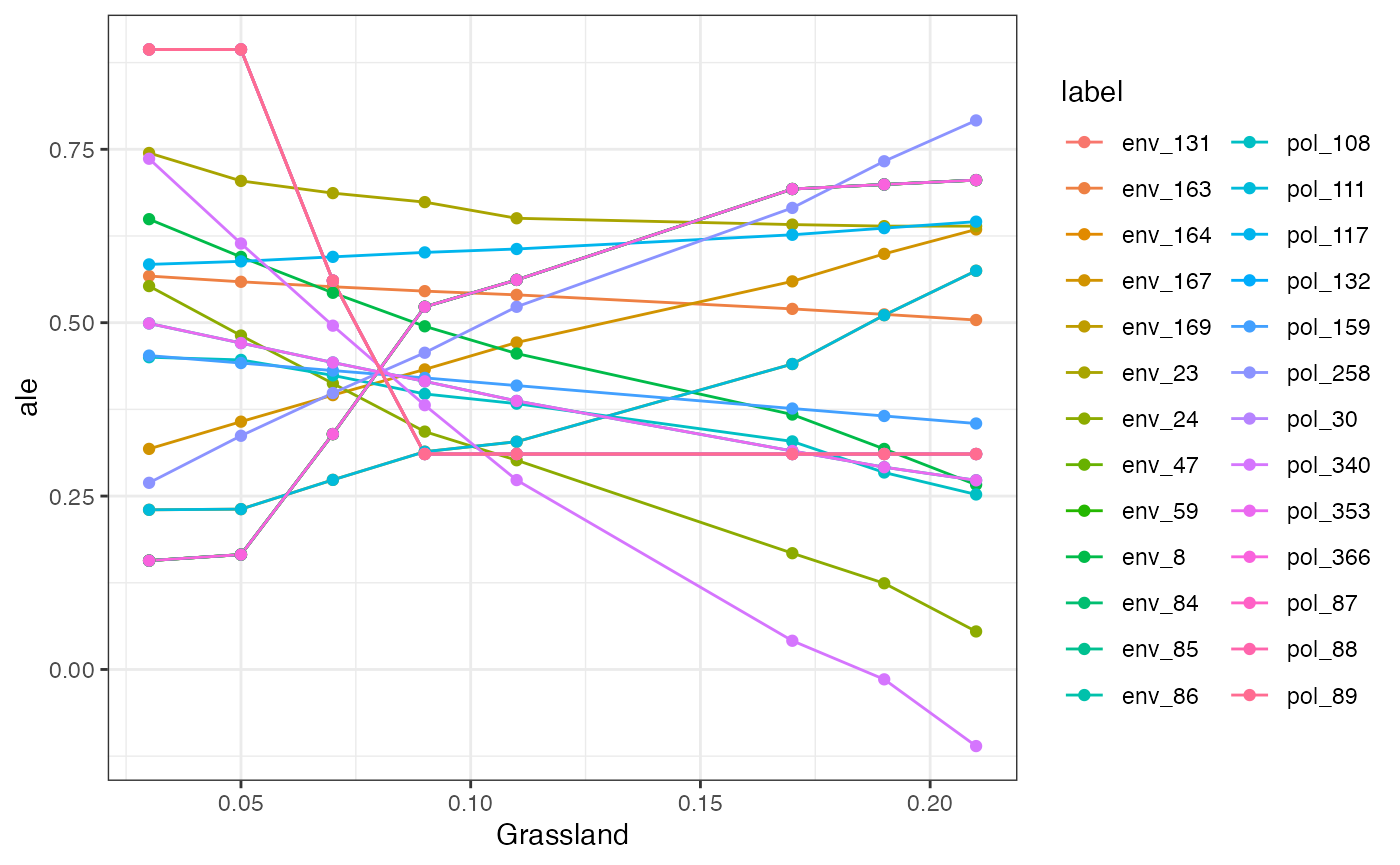 label
env_131 pol_108
env_163 pol_111
env_164 pol_117
env_167 pol_132
env_169 pol_159
env_23 pol_258
env_24 pol_30
env_47 pol_340
env_59 pol_353
env_8 pol_366
env_84 pol_87
env_85 pol_88
env_86 pol_89
ale
0.75
0.50
0.25
0.00
0.05 0.10 0.15 0.20
Grassland